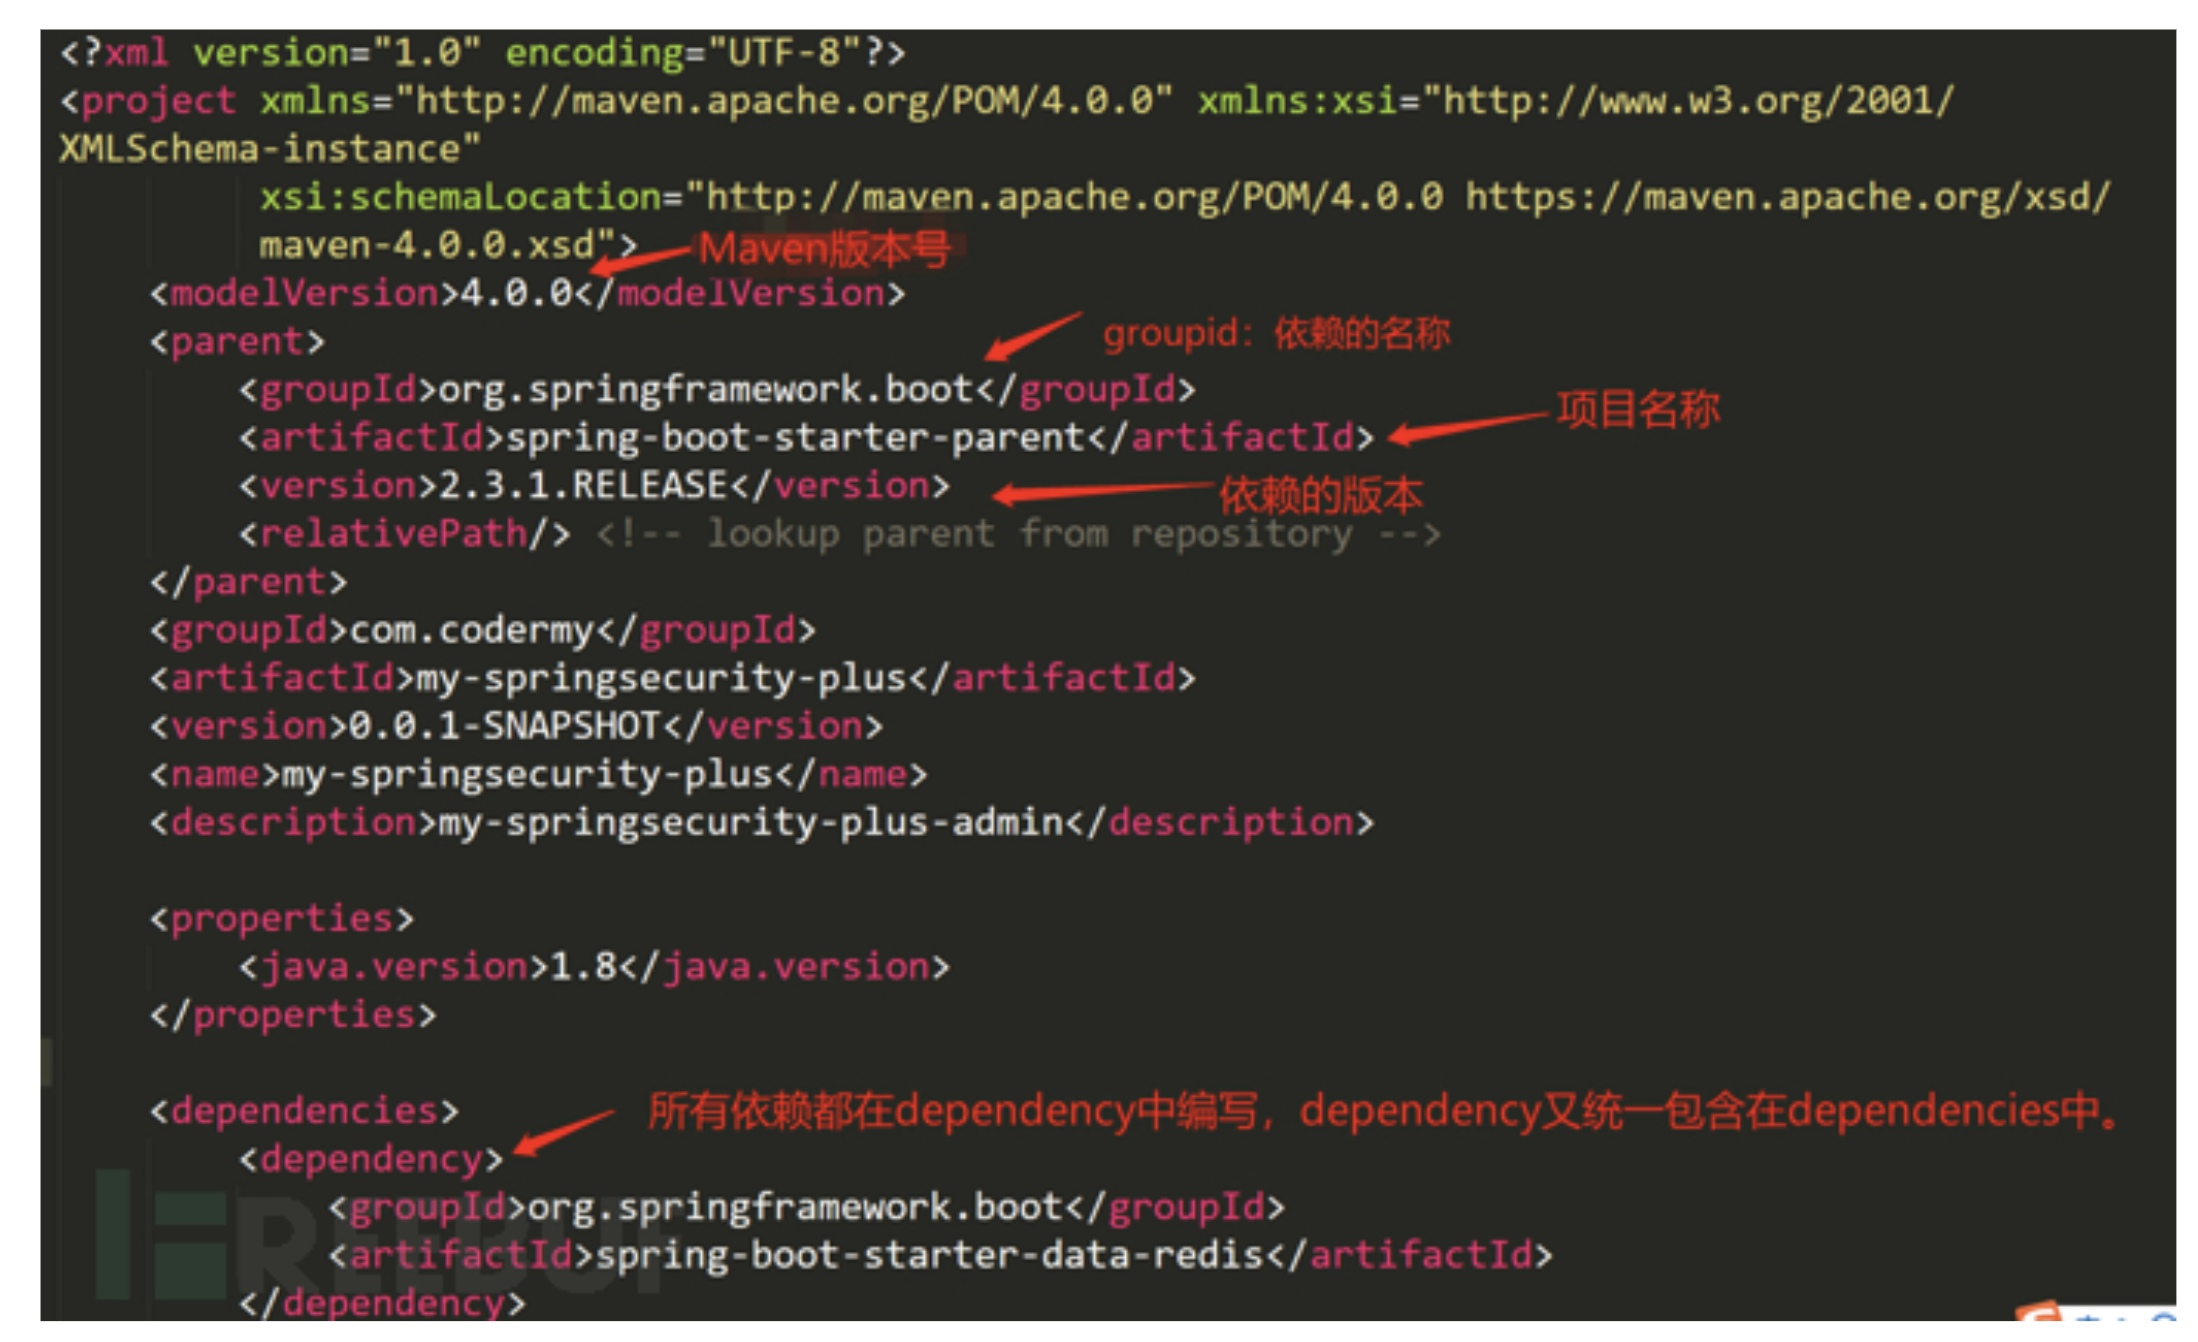 <?xml version="1.0" encoding="UTF-8"?>
<project xmlns="http://maven.apache.org/POM/4.0.0" xmlns:xsi="http://www.w3.org/2001/
XMLSchema-instance"
xsi:schemaLocation="http://maven.apache.org/POM/4.0.0 https://maven.apache.org/xsd/
maven-4.0.0.xsd"> Maven版本号
<modelVersion>4.0.0</modelVersion>
<parent>
groupid：依赖的名称
<groupId>org.springframework.boot</groupId>
项目名称
<artifactId>spring-boot-starter-parent</artifactId>
<version>2.3.1.RELEASE</version>
依赖的版本
<relativePath/> <!-- lookup parent from repository -->
</parent>
<groupId>com.codermy</groupId>
<artifactId>my-springsecurity-plus</artifactId>
<version>0.0.1-SNAPSHOT</version>
<name>my-springsecurity-plus</name>
<description>my-springsecurity-plus-admin</description>
<properties>
<java.version>1.8</java.version>
</properties>
<dependencies> 所有依赖都在dependency中编写，dependency又统一包含在dependencies中。
<dependency>
<groupId>org.springframework.boot</groupId>
<artifactId>spring-boot-starter-data-redis</artifactId>
</dependency>
FREEBUF